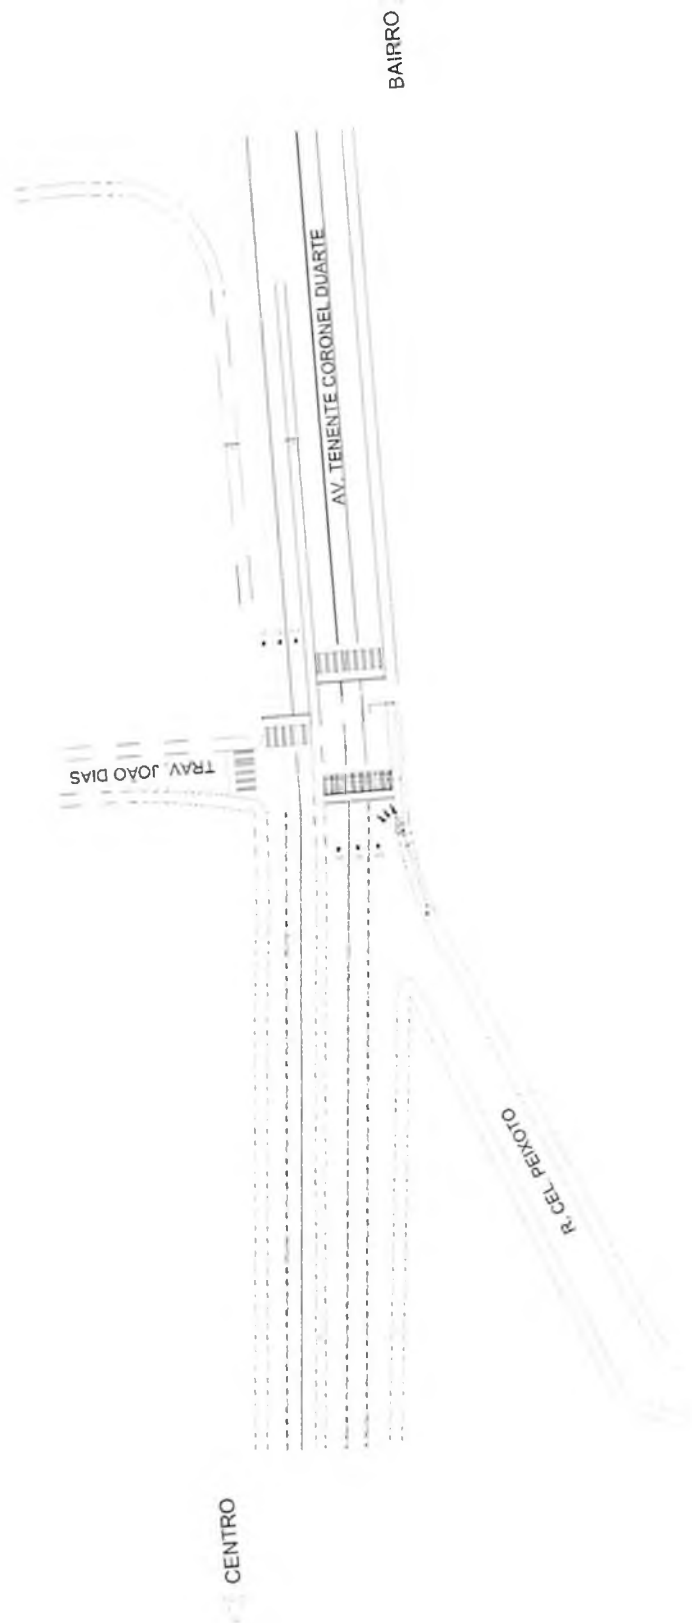 BAIRRO
AV. TENENTE CORONEL DUARTE
TRAV. JOAO DIAS
R. CEL. PEIXOTO
CENTRO